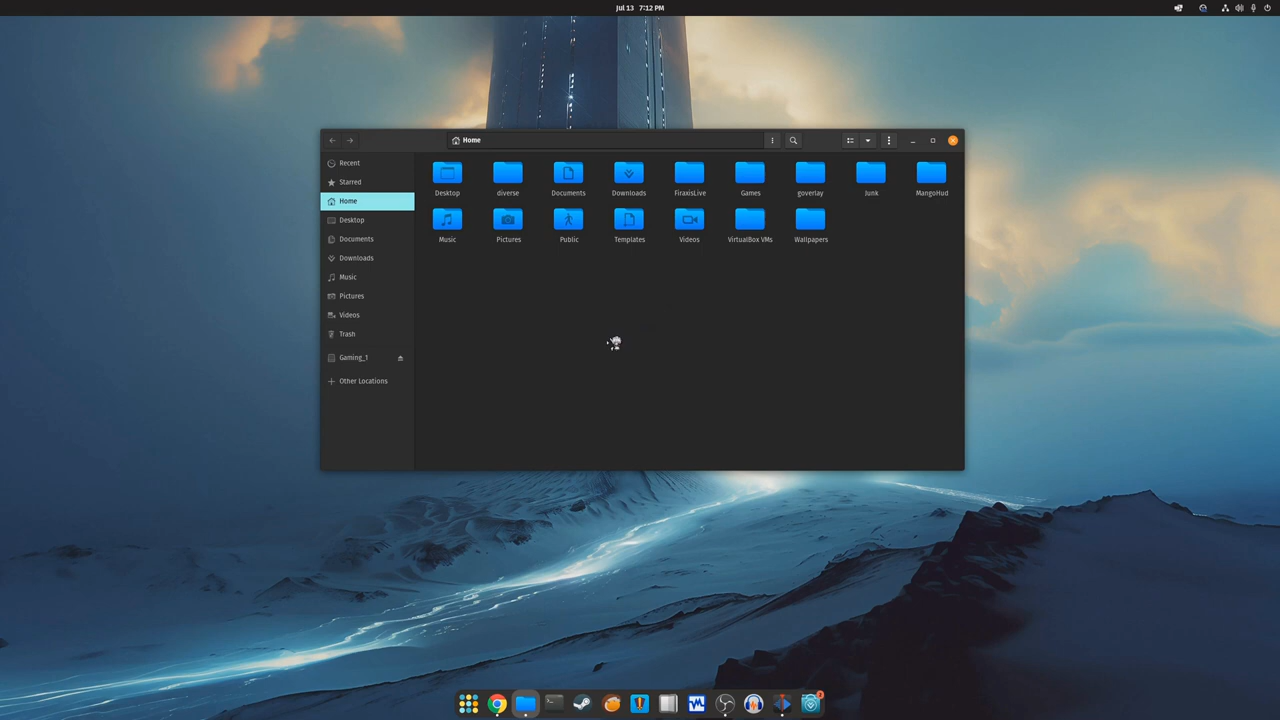 Jul 13 7:12 PM
Home
Recent
Starred
Home
Desktop
Documents
Downloads
Music
Pictures
Videos
Trash
Gaming_1
Other Locations
Desktop diverse Documents Downloads FiraxisLive Games goverlay Junk MangoHud
Music Pictures Public Templates Videos VirtualBox VMs Wallpapers